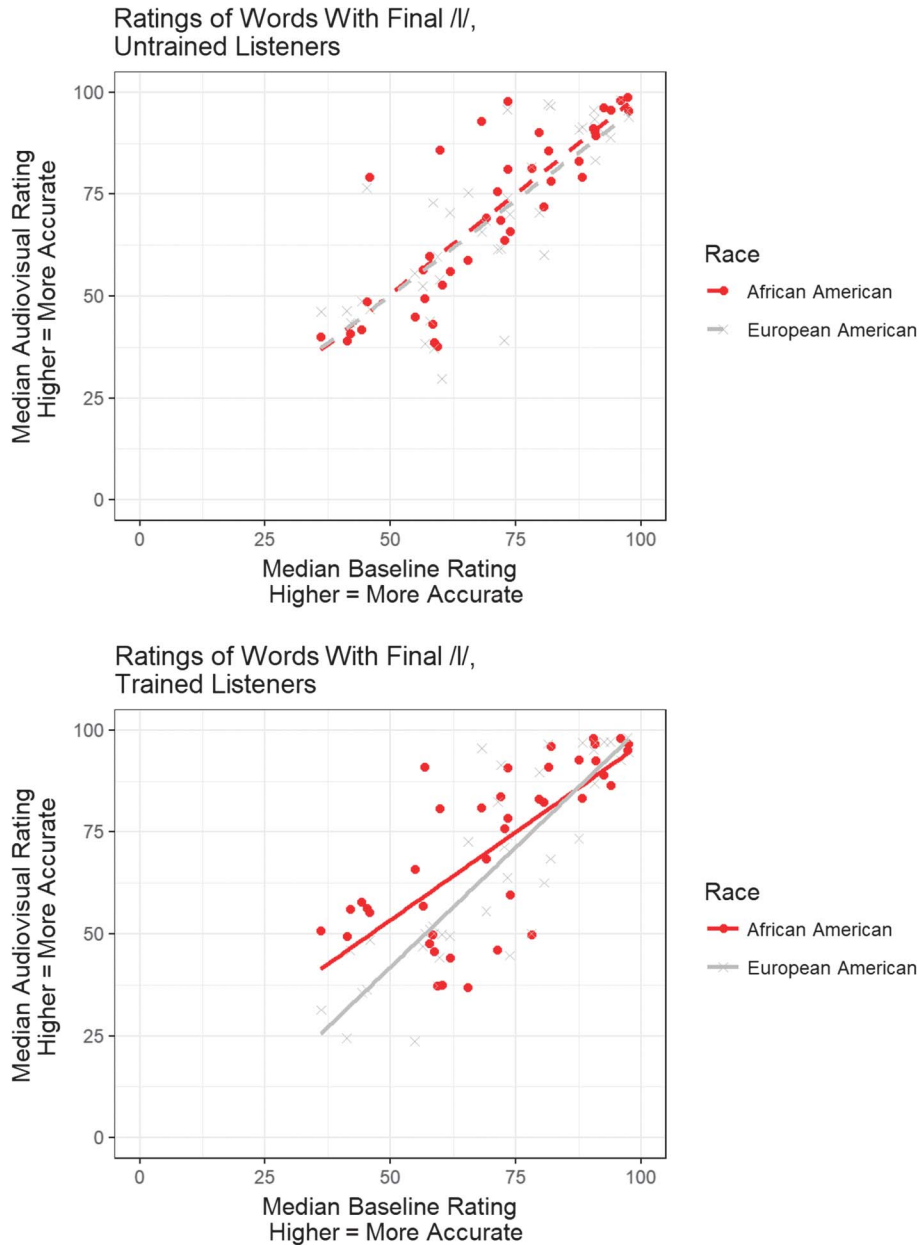 Ratings of Words With Final /l/,
Untrained Listeners
Median Audiovisual Rating
Higher = More Accurate
100
75
50
25
0
0 25 50 75 100
Median Baseline Rating
Higher = More Accurate
Race
African American
European American
Ratings of Words With Final /l/,
Trained Listeners
Median Audiovisual Rating
Higher = More Accurate
100
75
50
25
0
0 25 50 75 100
Median Baseline Rating
Higher = More Accurate
Race
African American
European American